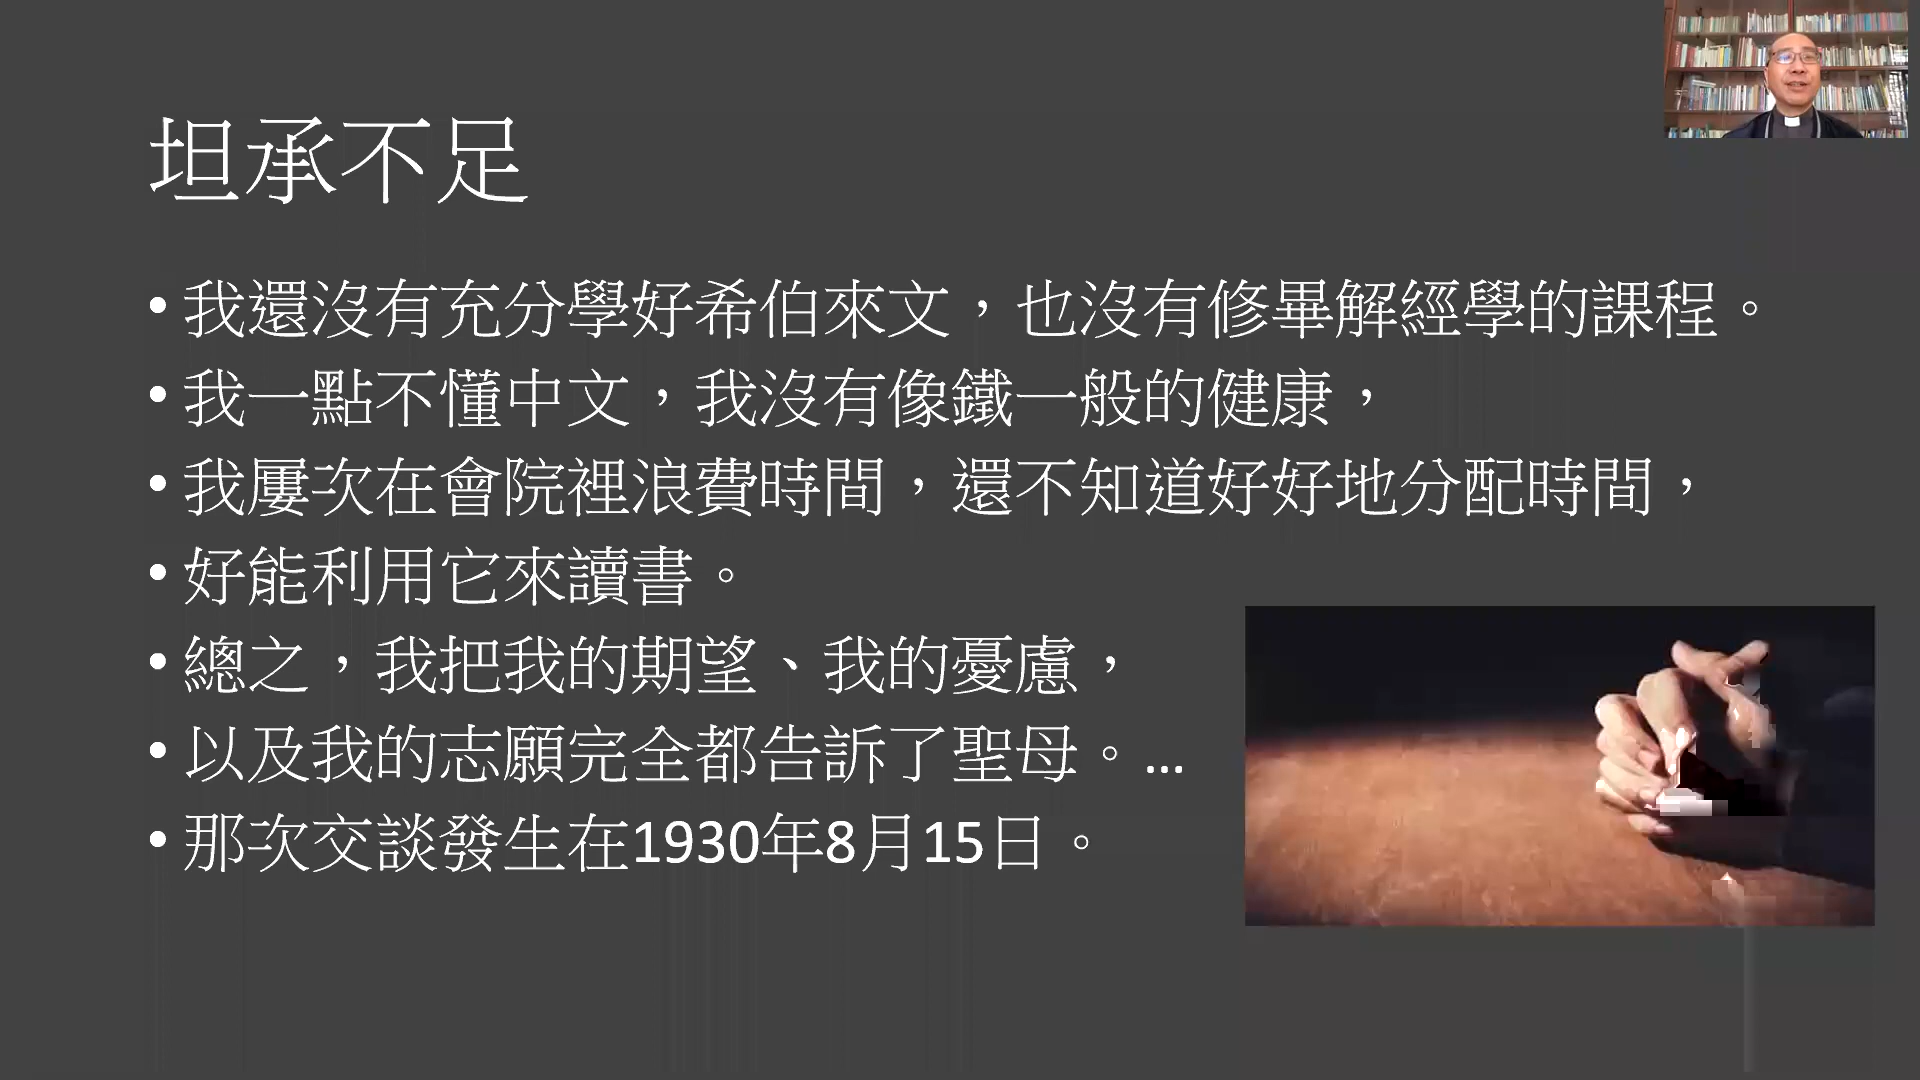 坦承不足
• 我還沒有充分學好希伯來文，也沒有修畢解經學的課程。
• 我一點不懂中文，我沒有像鐵一般的健康，
• 我屢次在會院裡浪費時間，還不知道好好地分配時間，
• 好能利用它來讀書。
• 總之，我把我的期望、我的憂慮，
• 以及我的志願完全都告訴了聖母。...
• 那次交談發生在1930年8月15日。